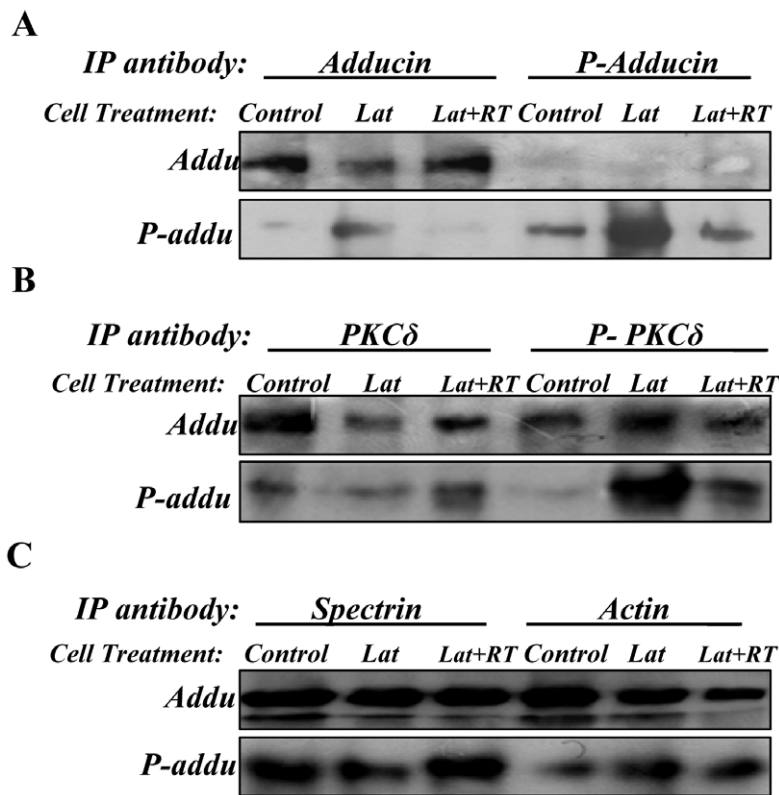 A
IP antibody: Adducin P-Adducin
Cell Treatment: Control Lat Lat+RT Control Lat Lat+RT
Addu
P-addu
B
IP antibody: PKCδ P- PKCδ
Cell Treatment: Control Lat Lat+RT Control Lat Lat+RT
Addu
P-addu
C
IP antibody: Spectrin Actin
Cell Treatment: Control Lat Lat+RT Control Lat Lat+RT
Addu
P-addu